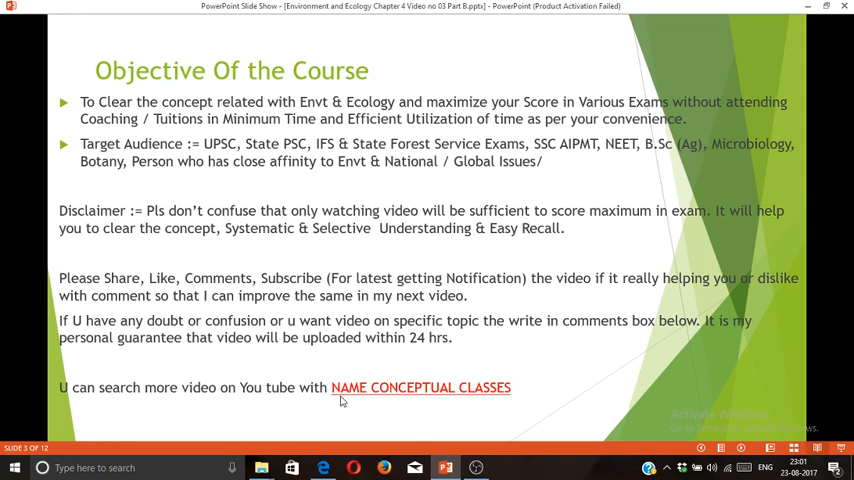 PowerPoint Slide Show - [Environment and Ecology Chapter 4 Video no 03 Part B.pptx] - PowerPoint (Product Activation Failed)
Objective Of the Course
To Clear the concept related with Envt & Ecology and maximize your Score in Various Exams without attending
Coaching / Tuitions in Minimum Time and Efficient Utilization of time as per your convenience.
Target Audience := UPSC, State PSC, IFS & State Forest Service Exams, SSC AIPMT, NEET, B.Sc (Ag), Microbiology,
Botany, Person who has close affinity to Envt & National / Global Issues/
Disclaimer := Pls don't confuse that only watching video will be sufficient to score maximum in exam. It will help
you to clear the concept, Systematic & Selective Understanding & Easy Recall.
Please Share, Like, Comments, Subscribe (For latest getting Notification) the video if it really helping you or dislike
with comment so that I can improve the same in my next video.
If U have any doubt or confusion or u want video on specific topic the write in comments box below. It is my
personal guarantee that video will be uploaded within 24 hrs.
U can search more video on You tube with NAME CONCEPTUAL CLASSES
Activate Windows
Go to Settings to activate Windows.
SLIDE 3 OF 12
Type here to search
ENG
23:01
23-08-2017
2